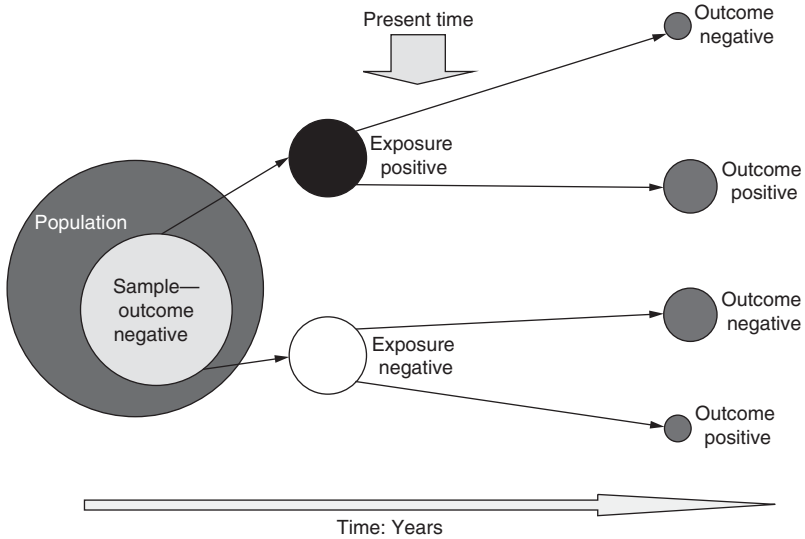 Present time
Outcome
negative
Exposure
positive
Outcome
positive
Population
Sample—
outcome
negative
Outcome
negative
Exposure
negative
Outcome
positive
Time: Years